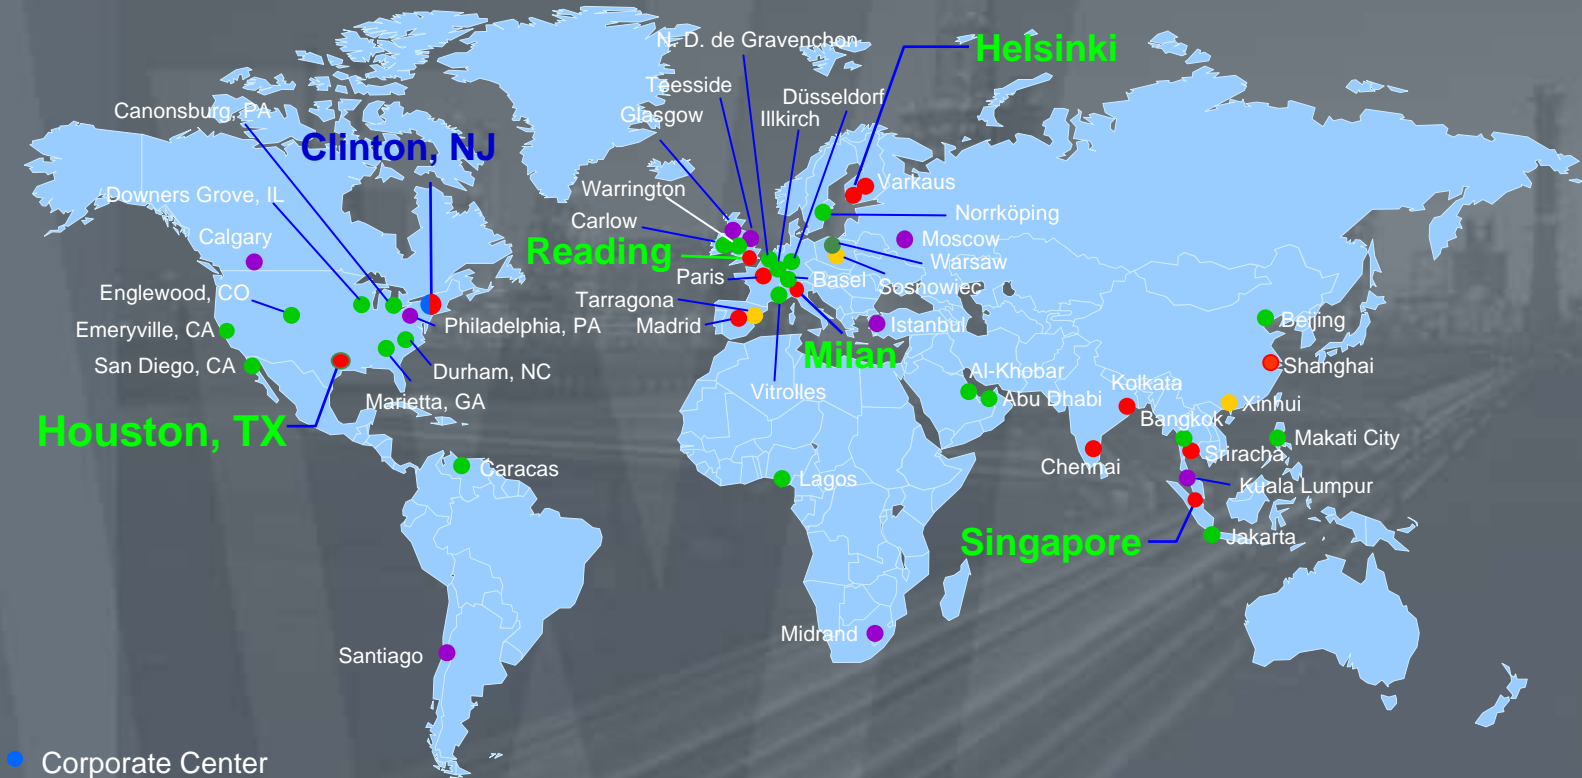 N. D. de Gravenchon
Helsinki
Teesside
Düsseldorf
Canonsburg, PA
Glasgow
Illkirch
Clinton, NJ
Downers Grove, IL
Warrington
Varkaus
Carlow
Norrköping
Calgary
Reading
Moscow
Warsaw
Paris
Basel
Sosnowiec
Englewood, CO
Tarragona
Emeryville, CA
Philadelphia, PA
Madrid
Istanbul
Beijing
San Diego, CA
Durham, NC
Milan
Shanghai
Al-Khobar
Marietta, GA
Vitrolles
Abu Dhabi
Kolkata
Xinhui
Houston, TX
Bangkok
Makati City
Caracas
Lagos
Chennai
Sriracha
Kuala Lumpur
Singapore
Jakarta
Midrand
Santiago
Corporate Center